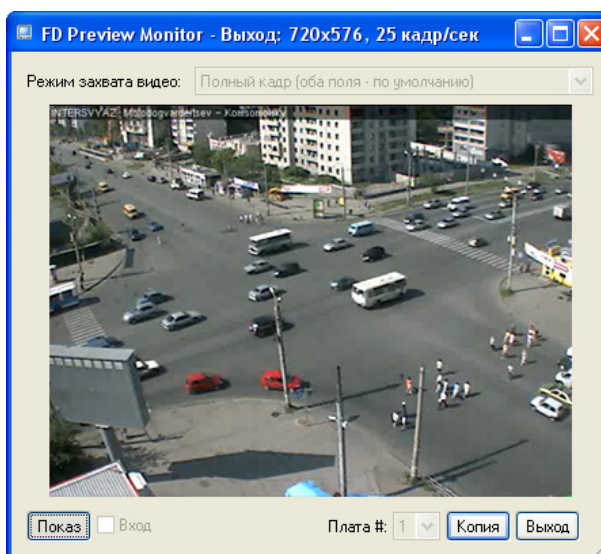 FD Preview Monitor - Выход: 720x576, 25 кадр/сек
Режим захвата видео: Полный кадр (оба поля - по умолчанию)
INTERSVYAZ: Molodogvardertsev - Komsomolsky
Показ Вход Плата #: 1 Копия Выход